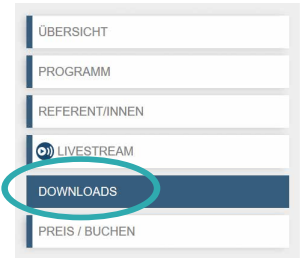 ÜBERSICHT
PROGRAMM
REFERENT/INNEN
LIVESTREAM
DOWNLOADS
PREIS / BUCHEN